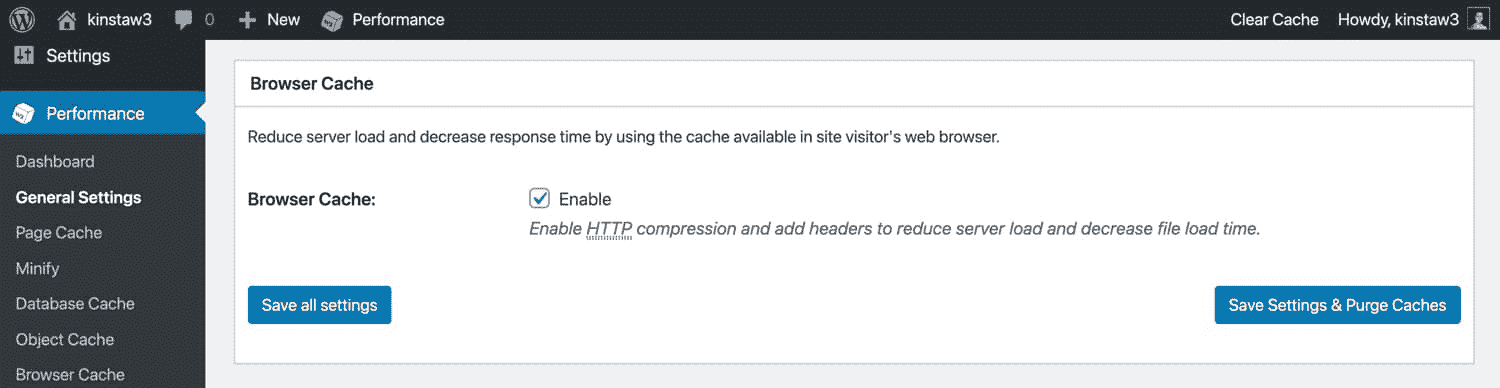 kinstaw3
0
New
Performance
Clear Cache
Howdy, kinstaw3
Settings
Performance
Dashboard
General Settings
Page Cache
Minify
Database Cache
Object Cache
Browser Cache
Browser Cache
Reduce server load and decrease response time by using the cache available in site visitor's web browser.
Browser Cache:
Enable
Enable HTTP compression and add headers to reduce server load and decrease file load time.
Save all settings
Save Settings & Purge Caches